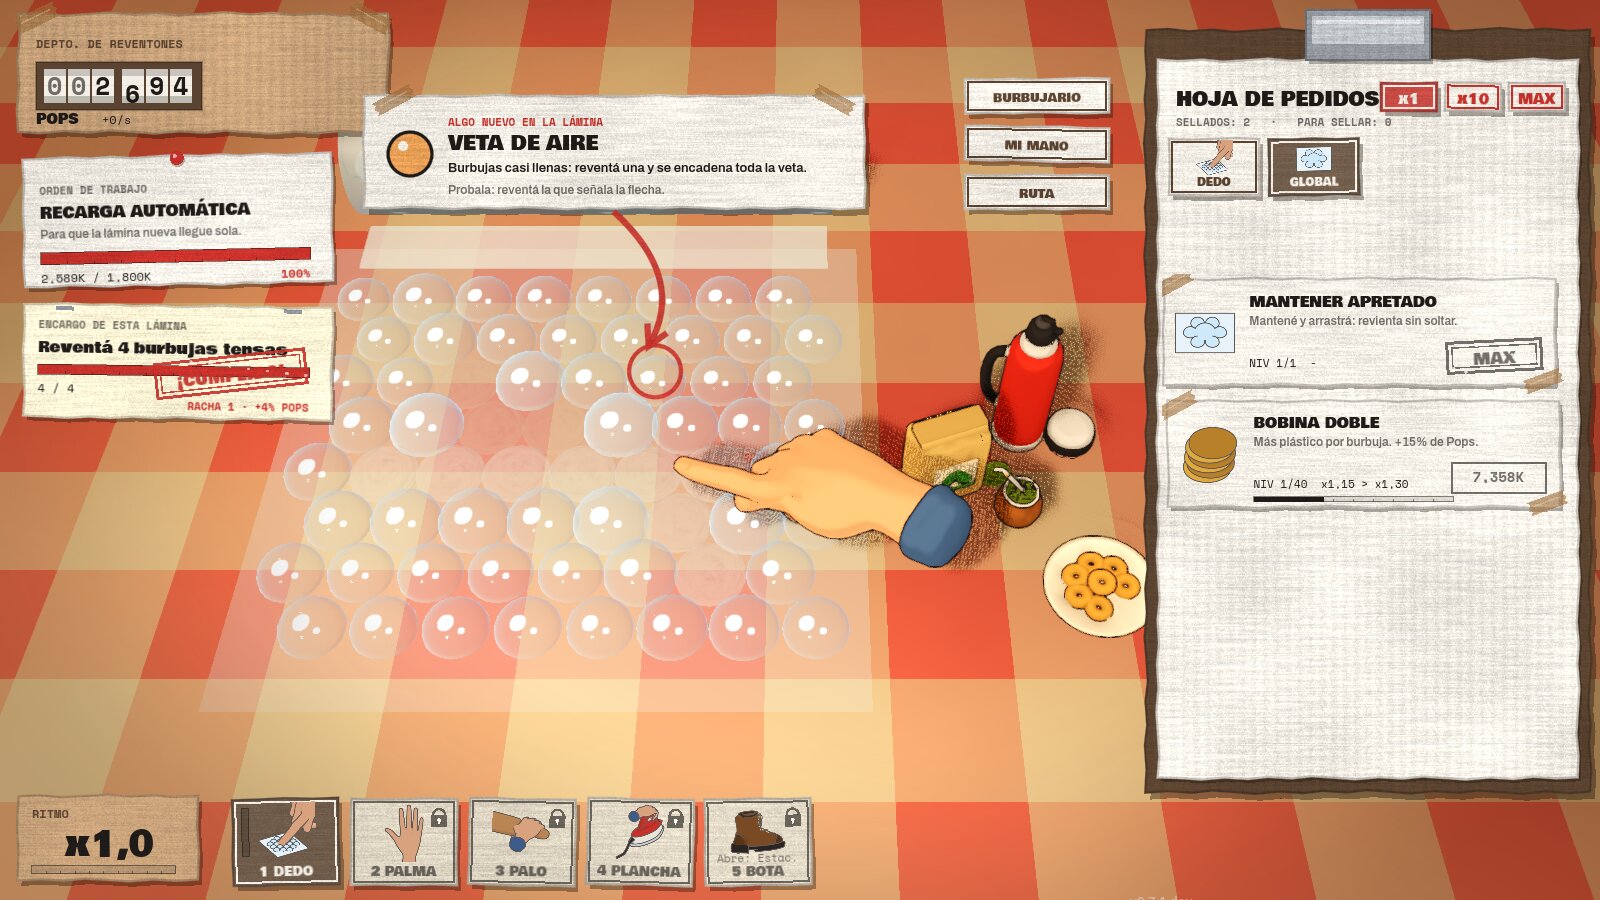 DEPTO. DE REVENTONES
002694
POPS +0/s
ORDEN DE TRABAJO
RECARGA AUTOMÁTICA
Para que la lámina nueva llegue sola.
2.589K / 1.800K 100%
ENCARGO DE ESTA LÁMINA
Reventá 4 burbujas tensas
4 / 4
RACHA 1 · +4% POPS
ALGO NUEVO EN LA LÁMINA
VETA DE AIRE
Burbujas casi llenas: reventá una y se encadena toda la veta.
Probala: reventá la que señala la flecha.
BURBUJARIO
MI MANO
RUTA
HOJA DE PEDIDOS x1 x10 MAX
SELLADOS: 2 · PARA SELLAR: 0
DEDO GLOBAL
MANTENER APRETADO
Mantené y arrastrá: revienta sin soltar.
NIV 1/1 - MAX
BOBINA DOBLE
Más plástico por burbuja. +15% de Pops.
NIV 1/40 x1,15 > x1,30 7,358K
RITMO
x1,0
1 DEDO
2 PALMA
3 PALO
4 PLANCHA
Abre: Estac.
5 BOTA